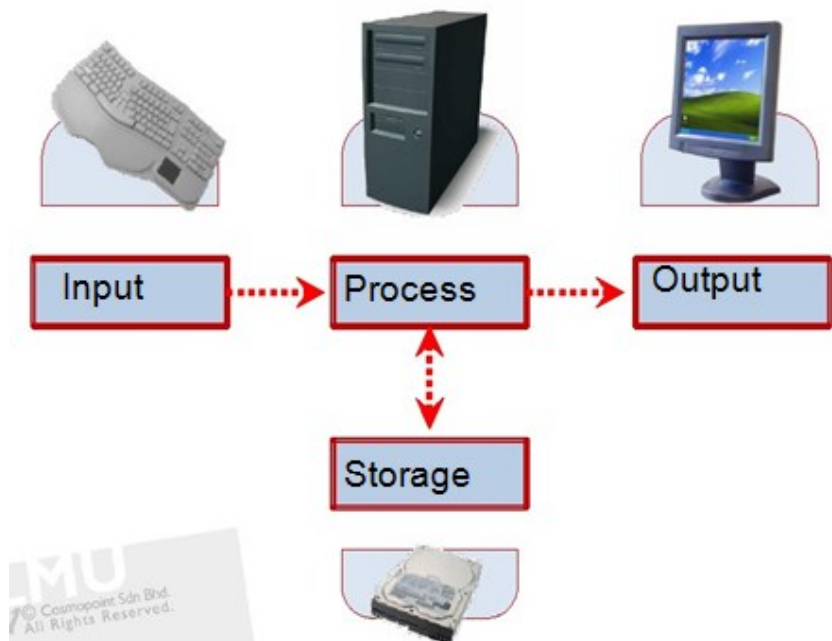 Input
Process
Output
Storage
© Cosmopoint Sdn Bhd.
All Rights Reserved.